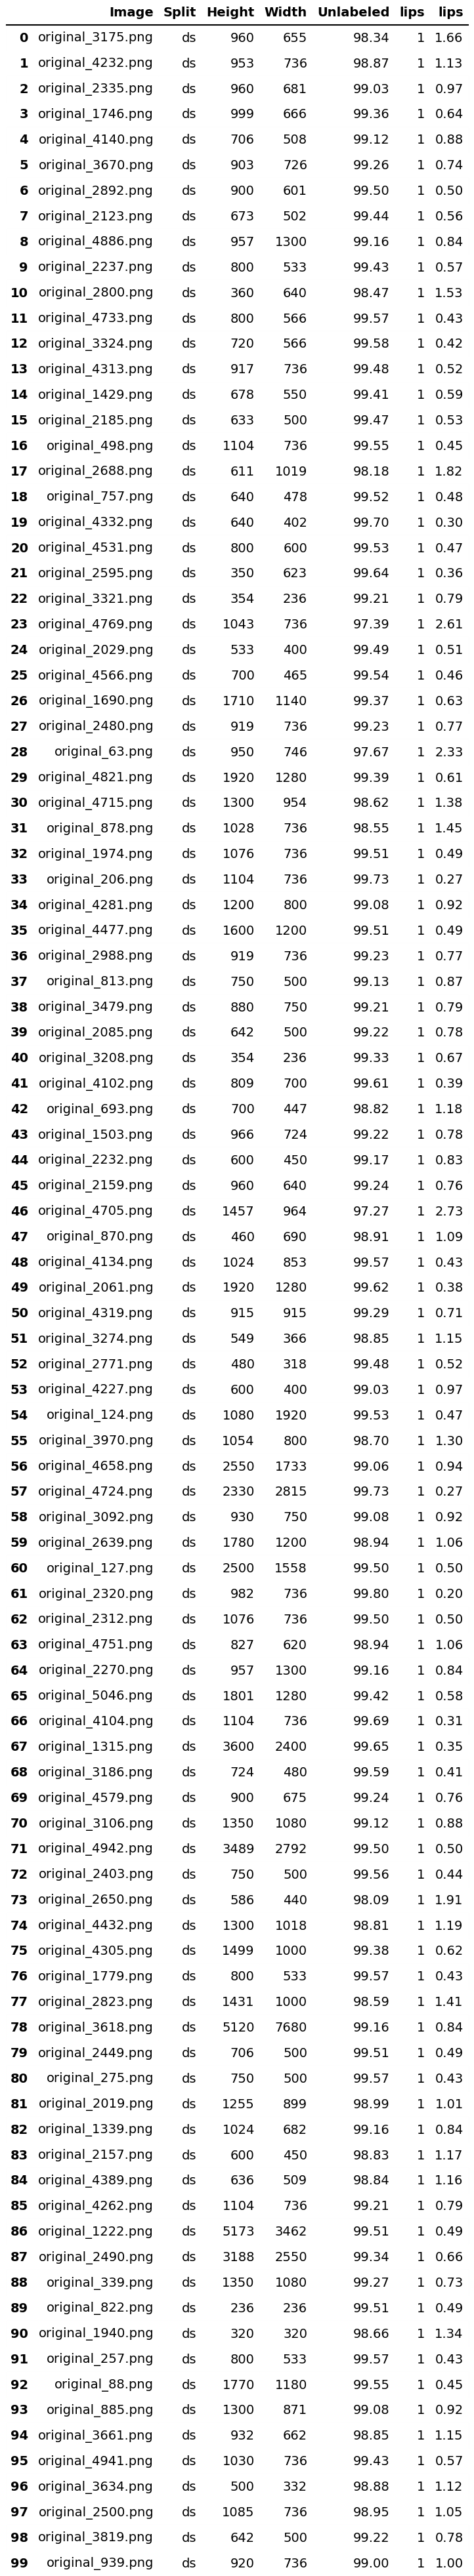 Image Split Height Width Unlabeled lips lips
0 original_3175.png ds 960 655 98.34 1 1.66
1 original_4232.png ds 953 736 98.87 1 1.13
2 original_2335.png ds 960 681 99.03 1 0.97
3 original_1746.png ds 999 666 99.36 1 0.64
4 original_4140.png ds 706 508 99.12 1 0.88
5 original_3670.png ds 903 726 99.26 1 0.74
6 original_2892.png ds 900 601 99.50 1 0.50
7 original_2123.png ds 673 502 99.44 1 0.56
8 original_4886.png ds 957 1300 99.16 1 0.84
9 original_2237.png ds 800 533 99.43 1 0.57
10 original_2800.png ds 360 640 98.47 1 1.53
11 original_4733.png ds 800 566 99.57 1 0.43
12 original_3324.png ds 720 566 99.58 1 0.42
13 original_4313.png ds 917 736 99.48 1 0.52
14 original_1429.png ds 678 550 99.41 1 0.59
15 original_2185.png ds 633 500 99.47 1 0.53
16 original_498.png ds 1104 736 99.55 1 0.45
17 original_2688.png ds 611 1019 98.18 1 1.82
18 original_757.png ds 640 478 99.52 1 0.48
19 original_4332.png ds 640 402 99.70 1 0.30
20 original_4531.png ds 800 600 99.53 1 0.47
21 original_2595.png ds 350 623 99.64 1 0.36
22 original_3321.png ds 354 236 99.21 1 0.79
23 original_4769.png ds 1043 736 97.39 1 2.61
24 original_2029.png ds 533 400 99.49 1 0.51
25 original_4566.png ds 700 465 99.54 1 0.46
26 original_1690.png ds 1710 1140 99.37 1 0.63
27 original_2480.png ds 919 736 99.23 1 0.77
28 original_63.png ds 950 746 97.67 1 2.33
29 original_4821.png ds 1920 1280 99.39 1 0.61
30 original_4715.png ds 1300 954 98.62 1 1.38
31 original_878.png ds 1028 736 98.55 1 1.45
32 original_1974.png ds 1076 736 99.51 1 0.49
33 original_206.png ds 1104 736 99.73 1 0.27
34 original_4281.png ds 1200 800 99.08 1 0.92
35 original_4477.png ds 1600 1200 99.51 1 0.49
36 original_2988.png ds 919 736 99.23 1 0.77
37 original_813.png ds 750 500 99.13 1 0.87
38 original_3479.png ds 880 750 99.21 1 0.79
39 original_2085.png ds 642 500 99.22 1 0.78
40 original_3208.png ds 354 236 99.33 1 0.67
41 original_4102.png ds 809 700 99.61 1 0.39
42 original_693.png ds 700 447 98.82 1 1.18
43 original_1503.png ds 966 724 99.22 1 0.78
44 original_2232.png ds 600 450 99.17 1 0.83
45 original_2159.png ds 960 640 99.24 1 0.76
46 original_4705.png ds 1457 964 97.27 1 2.73
47 original_870.png ds 460 690 98.91 1 1.09
48 original_4134.png ds 1024 853 99.57 1 0.43
49 original_2061.png ds 1920 1280 99.62 1 0.38
50 original_4319.png ds 915 915 99.29 1 0.71
51 original_3274.png ds 549 366 98.85 1 1.15
52 original_2771.png ds 480 318 99.48 1 0.52
53 original_4227.png ds 600 400 99.03 1 0.97
54 original_124.png ds 1080 1920 99.53 1 0.47
55 original_3970.png ds 1054 800 98.70 1 1.30
56 original_4658.png ds 2550 1733 99.06 1 0.94
57 original_4724.png ds 2330 2815 99.73 1 0.27
58 original_3092.png ds 930 750 99.08 1 0.92
59 original_2639.png ds 1780 1200 98.94 1 1.06
60 original_127.png ds 2500 1558 99.50 1 0.50
61 original_2320.png ds 982 736 99.80 1 0.20
62 original_2312.png ds 1076 736 99.50 1 0.50
63 original_4751.png ds 827 620 98.94 1 1.06
64 original_2270.png ds 957 1300 99.16 1 0.84
65 original_5046.png ds 1801 1280 99.42 1 0.58
66 original_4104.png ds 1104 736 99.69 1 0.31
67 original_1315.png ds 3600 2400 99.65 1 0.35
68 original_3186.png ds 724 480 99.59 1 0.41
69 original_4579.png ds 900 675 99.24 1 0.76
70 original_3106.png ds 1350 1080 99.12 1 0.88
71 original_4942.png ds 3489 2792 99.50 1 0.50
72 original_2403.png ds 750 500 99.56 1 0.44
73 original_2650.png ds 586 440 98.09 1 1.91
74 original_4432.png ds 1300 1018 98.81 1 1.19
75 original_4305.png ds 1499 1000 99.38 1 0.62
76 original_1779.png ds 800 533 99.57 1 0.43
77 original_2823.png ds 1431 1000 98.59 1 1.41
78 original_3618.png ds 5120 7680 99.16 1 0.84
79 original_2449.png ds 706 500 99.51 1 0.49
80 original_275.png ds 750 500 99.57 1 0.43
81 original_2019.png ds 1255 899 98.99 1 1.01
82 original_1339.png ds 1024 682 99.16 1 0.84
83 original_2157.png ds 600 450 98.83 1 1.17
84 original_4389.png ds 636 509 98.84 1 1.16
85 original_4262.png ds 1104 736 99.21 1 0.79
86 original_1222.png ds 5173 3462 99.51 1 0.49
87 original_2490.png ds 3188 2550 99.34 1 0.66
88 original_339.png ds 1350 1080 99.27 1 0.73
89 original_822.png ds 236 236 99.51 1 0.49
90 original_1940.png ds 320 320 98.66 1 1.34
91 original_257.png ds 800 533 99.57 1 0.43
92 original_88.png ds 1770 1180 99.55 1 0.45
93 original_885.png ds 1300 871 99.08 1 0.92
94 original_3661.png ds 932 662 98.85 1 1.15
95 original_4941.png ds 1030 736 99.43 1 0.57
96 original_3634.png ds 500 332 98.88 1 1.12
97 original_2500.png ds 1085 736 98.95 1 1.05
98 original_3819.png ds 642 500 99.22 1 0.78
99 original_939.png ds 920 736 99.00 1 1.00